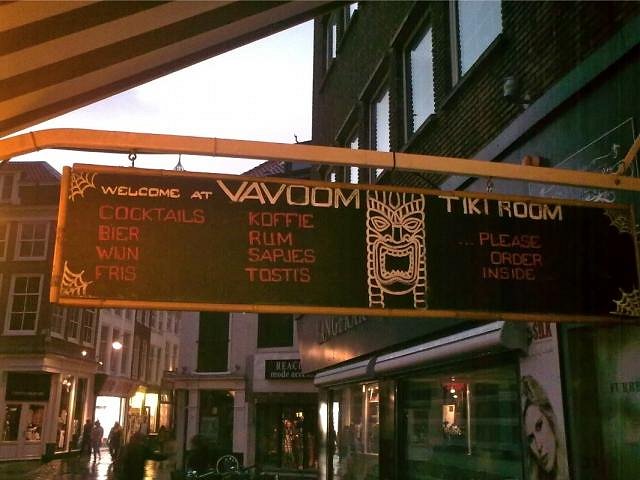 WELCOME AT VAVOOM TIKI ROOM
COCKTAILS
BIER
WIJN
FRIS
KOFFIE
RUM
SAPJES
TOSTIS
... PLEASE
ORDER
INSIDE